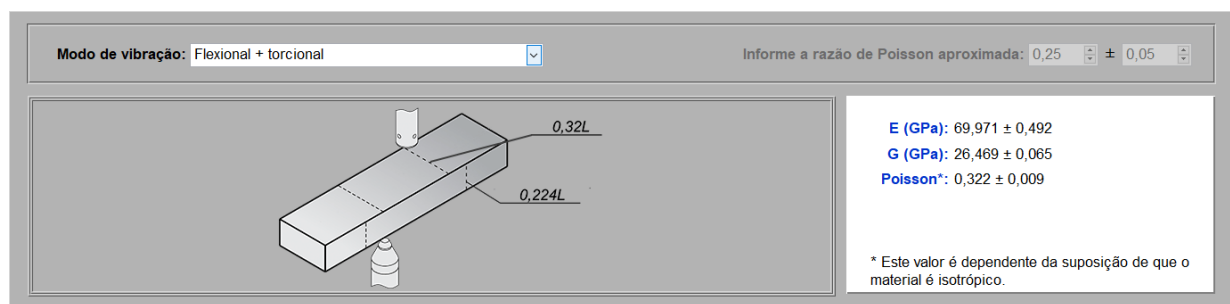 Modo de vibração: Flexional + torcional Informe a razão de Poisson aproximada: 0,25 ± 0,05
0,32L
0,224L
E (GPa): 69,971 ± 0,492
G (GPa): 26,469 ± 0,065
Poisson*: 0,322 ± 0,009
* Este valor é dependente da suposição de que o
material é isotrópico.